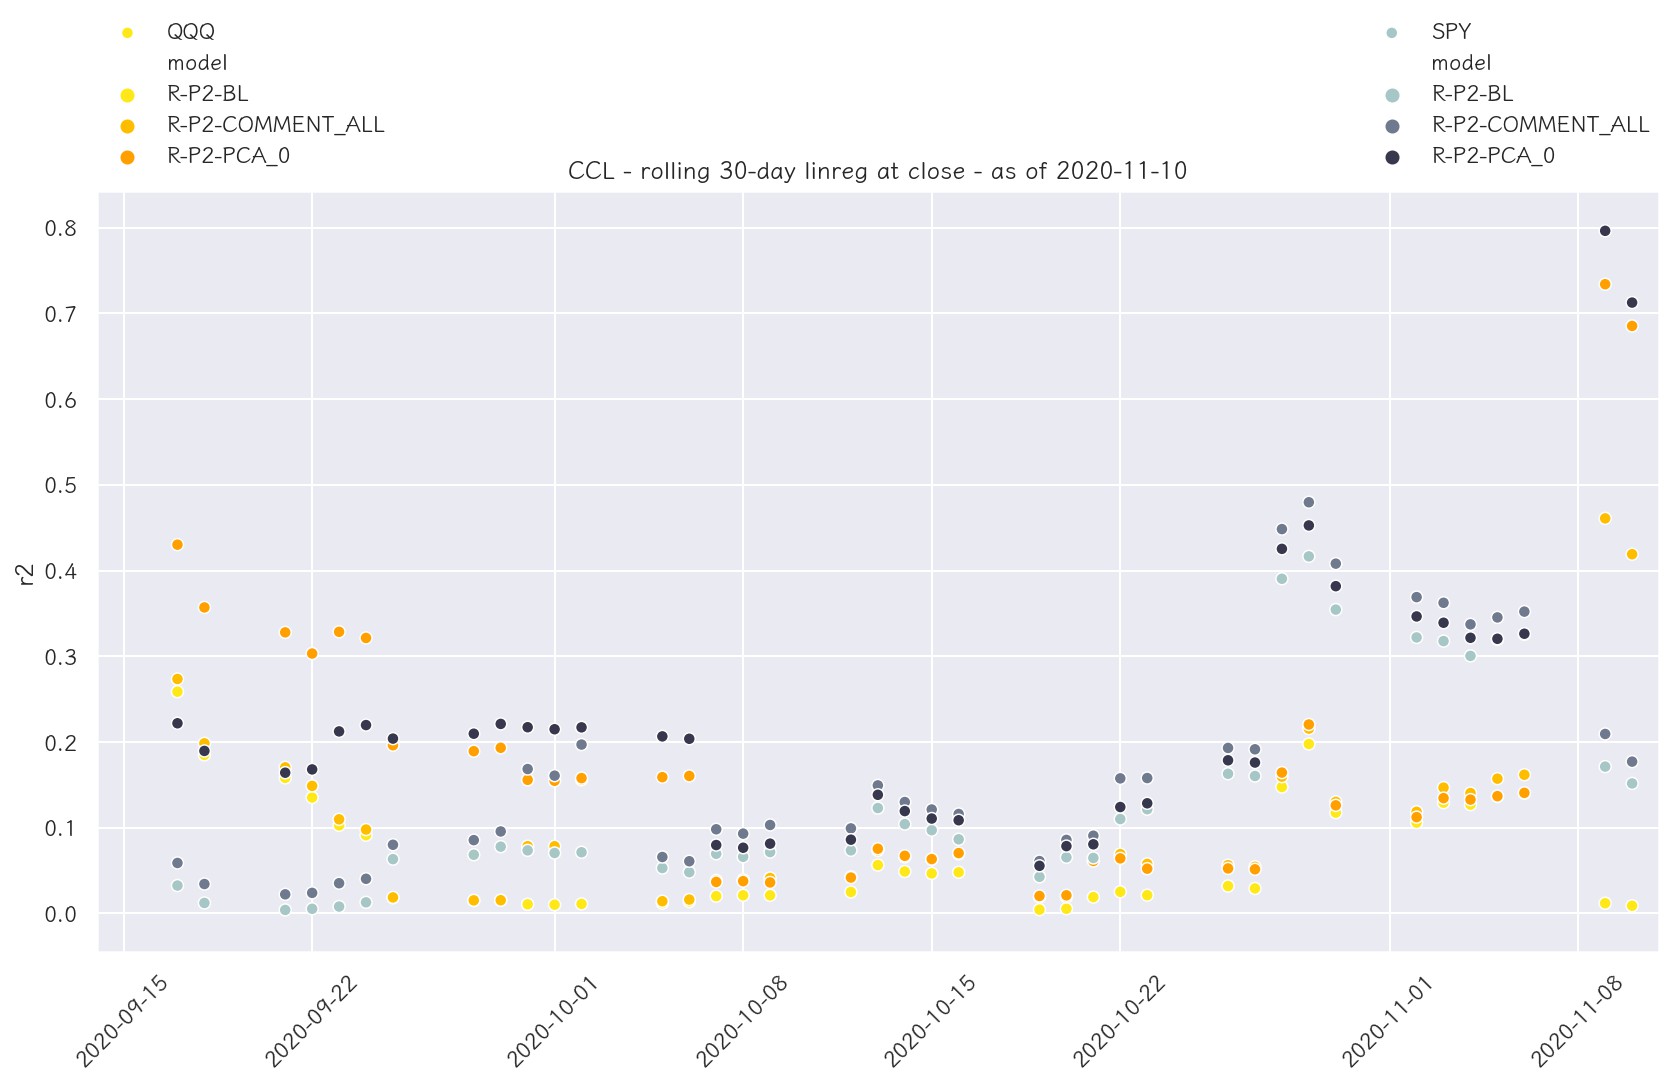 QQQ
model
R-P2-BL
R-P2-COMMENT_ALL
R-P2-PCA_0
SPY
model
R-P2-BL
R-P2-COMMENT_ALL
R-P2-PCA_0
CCL - rolling 30-day linreg at close - as of 2020-11-10
0.8
0.7
0.6
0.5
0.4
0.3
0.2
0.1
0.0
r2
2020-09-15
2020-09-22
2020-10-01
2020-10-08
2020-10-15
2020-10-22
2020-11-01
2020-11-08